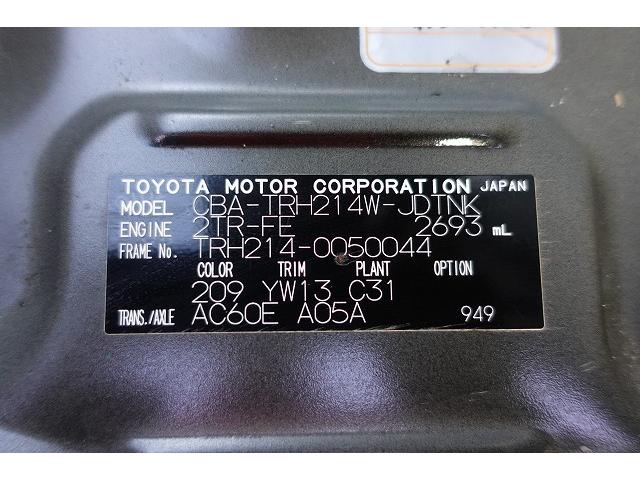 TOYOTA MOTOR CORPORATION JAPAN
MODEL CBA-TRH214W-JDTNK
ENGINE 2TR-FE 2693 mL
FRAME No. TRH214-0050044
COLOR TRIM PLANT OPTION
209 YW13 C31
TRANS./AXLE AC60E A05A 949